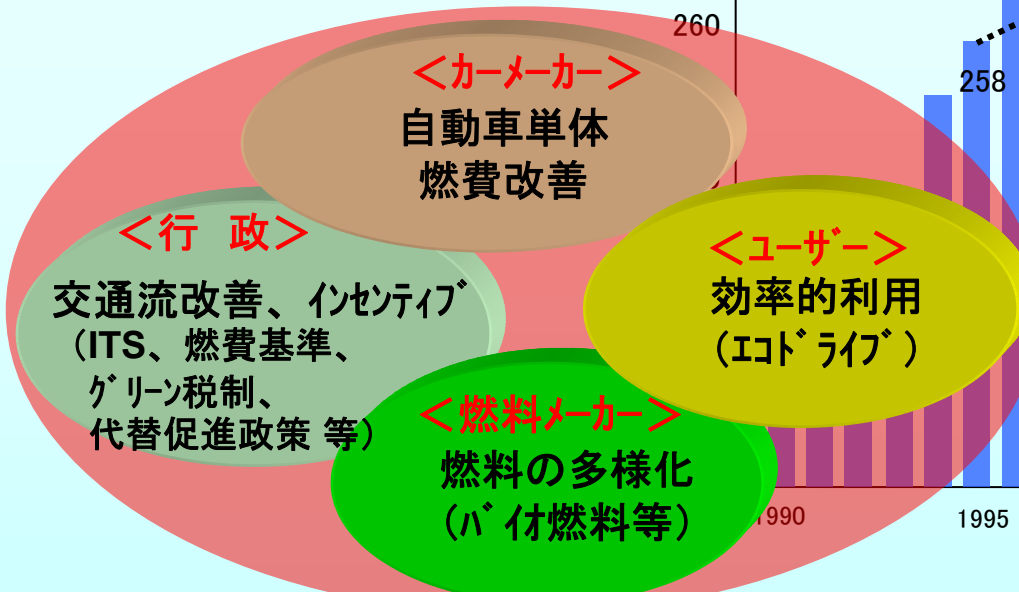 260
258
<カーメーカー>
自動車単体
燃費改善
<行　政>
交通流改善、ｲﾝｾﾝﾃｨﾌﾞ
（ITS、燃費基準、
ｸﾞﾘｰﾝ税制、
代替促進政策 等）
<ユーザー>
効率的利用
（ｴｺﾄﾞﾗｲﾌﾞ）
<燃料メーカー>
燃料の多様化
（ﾊﾞｲｵ燃料等）
1990
1995